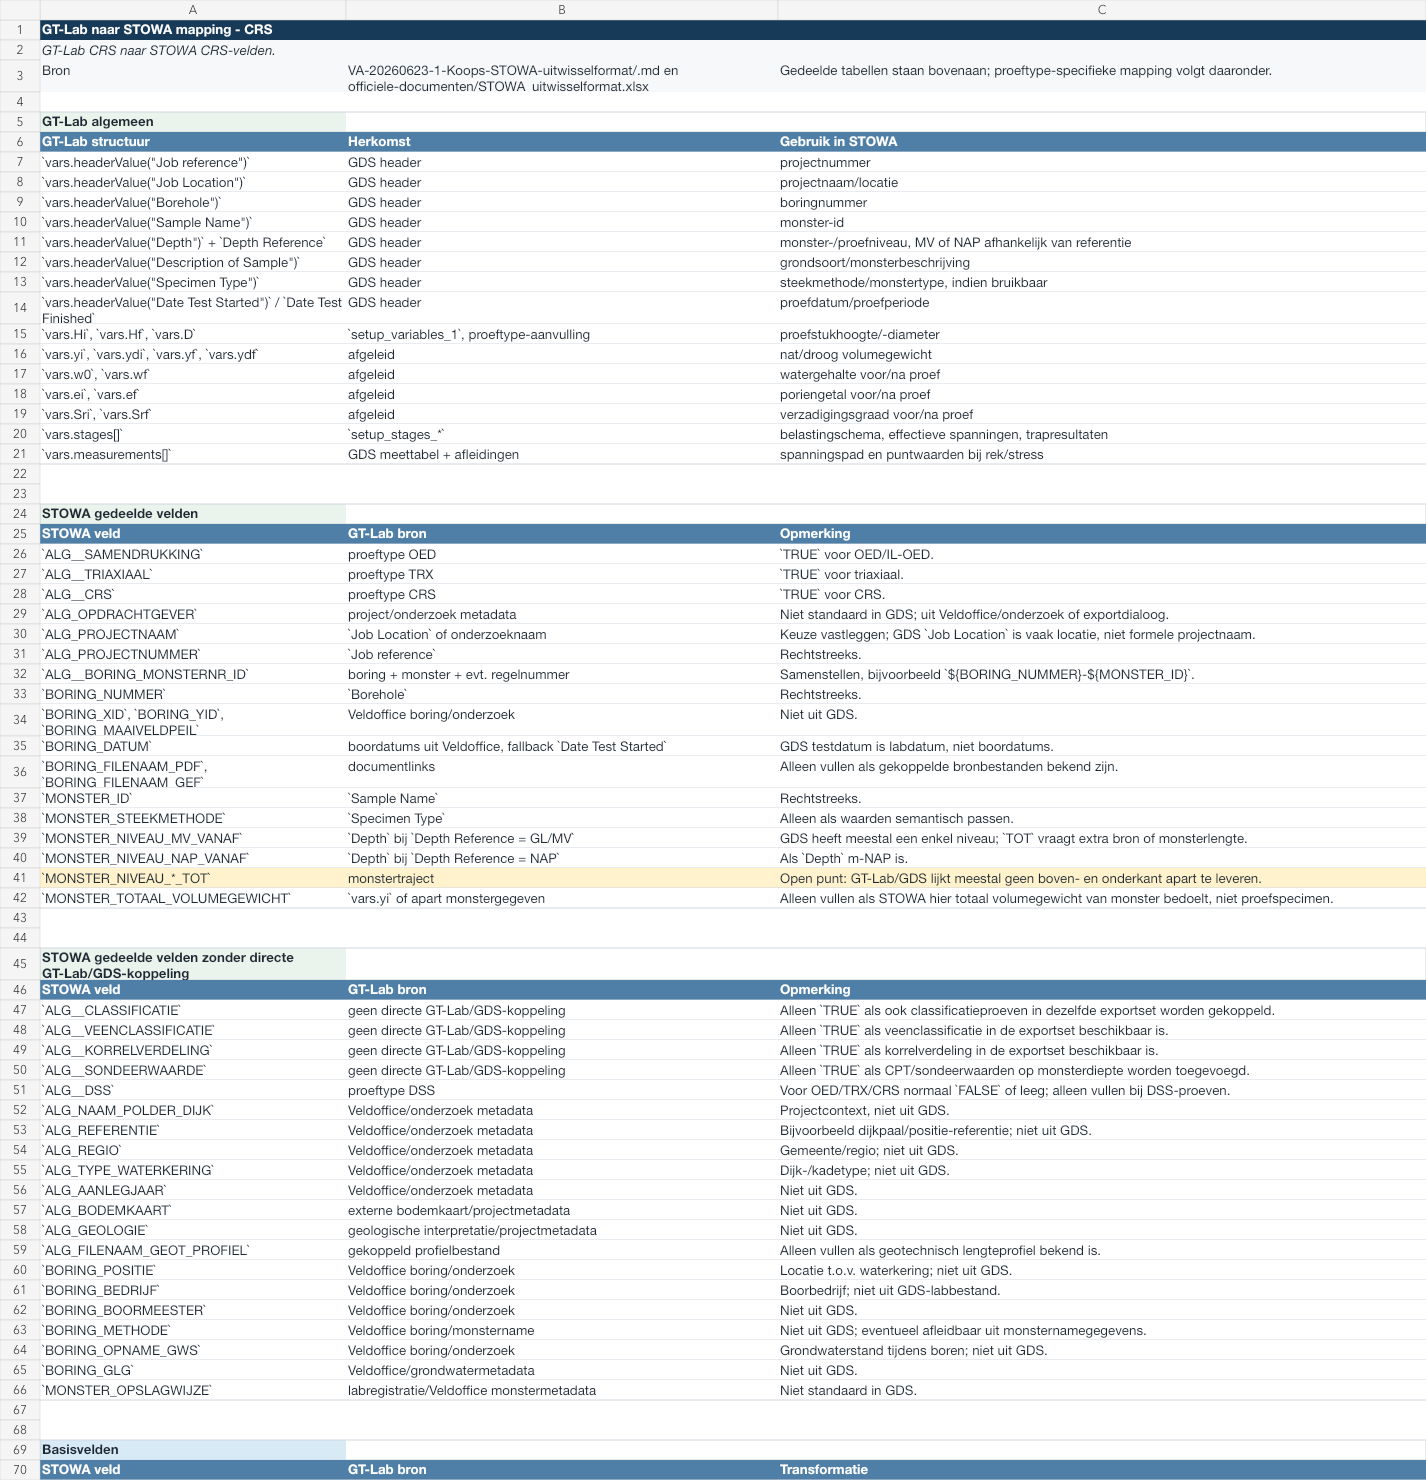 A B C
1 GT-Lab naar STOWA mapping - CRS
2 GT-Lab CRS naar STOWA CRS-velden.
3 Bron VA-20260623-1-Koops-STOWA-uitwisselformat/.md en Gedeelde tabellen staan bovenaan; proeftype-specifieke mapping volgt daaronder.
officiele-documenten/STOWA_uitwisselformat.xlsx
4
5 GT-Lab algemeen
6 GT-Lab structuur Herkomst Gebruik in STOWA
7 `vars.headerValue("Job reference")` GDS header projectnummer
8 `vars.headerValue("Job Location")` GDS header projectnaam/locatie
9 `vars.headerValue("Borehole")` GDS header boringnummer
10 `vars.headerValue("Sample Name")` GDS header monster-id
11 `vars.headerValue("Depth")` + `Depth Reference` GDS header monster-/proefniveau, MV of NAP afhankelijk van referentie
12 `vars.headerValue("Description of Sample")` GDS header grondsoort/monsterbeschrijving
13 `vars.headerValue("Specimen Type")` GDS header steekmethode/monstertype, indien bruikbaar
14 `vars.headerValue("Date Test Started")` / `Date Test GDS header proefdatum/proefperiode
Finished`
15 `vars.Hi`, `vars.Hf`, `vars.D` `setup_variables_1`, proeftype-aanvulling proefstukhoogte/-diameter
16 `vars.yi`, `vars.ydi`, `vars.yf`, `vars.ydf` afgeleid nat/droog volumegewicht
17 `vars.w0`, `vars.wf` afgeleid watergehalte voor/na proef
18 `vars.ei`, `vars.ef` afgeleid poriengetal voor/na proef
19 `vars.Sri`, `vars.Srf` afgeleid verzadigingsgraad voor/na proef
20 `vars.stages[]` `setup_stages_*` belastingschema, effectieve spanningen, trapresultaten
21 `vars.measurements[]` GDS meettabel + afleidingen spanningspad en puntwaarden bij rek/stress
22
23
24 STOWA gedeelde velden
25 STOWA veld GT-Lab bron Opmerking
26 `ALG__SAMENDRUKKING` proeftype OED `TRUE` voor OED/IL-OED.
27 `ALG__TRIAXIAAL` proeftype TRX `TRUE` voor triaxiaal.
28 `ALG__CRS` proeftype CRS `TRUE` voor CRS.
29 `ALG_OPDRACHTGEVER` project/onderzoek metadata Niet standaard in GDS; uit Veldoffice/onderzoek of exportdialoog.
30 `ALG_PROJECTNAAM` `Job Location` of onderzoeknaam Keuze vastleggen; GDS `Job Location` is vaak locatie, niet formele projectnaam.
31 `ALG_PROJECTNUMMER` `Job reference` Rechtstreeks.
32 `ALG__BORING_MONSTERNR_ID` boring + monster + evt. regelnummer Samenstellen, bijvoorbeeld `${BORING_NUMMER}-${MONSTER_ID}`.
33 `BORING_NUMMER` `Borehole` Rechtstreeks.
34 `BORING_XID`, `BORING_YID`, Veldoffice boring/onderzoek Niet uit GDS.
`BORING_MAAIVELDPEIL`
35 `BORING_DATUM` boordatums uit Veldoffice, fallback `Date Test Started` GDS testdatum is labdatum, niet boordatums.
36 `BORING_FILENAAM_PDF`, documentlinks Alleen vullen als gekoppelde bronbestanden bekend zijn.
`BORING_FILENAAM_GEF`
37 `MONSTER_ID` `Sample Name` Rechtstreeks.
38 `MONSTER_STEEKMETHODE` `Specimen Type` Alleen als waarden semantisch passen.
39 `MONSTER_NIVEAU_MV_VANAF` `Depth` bij `Depth Reference = GL/MV` GDS heeft meestal een enkel niveau; `TOT` vraagt extra bron of monsterlengte.
40 `MONSTER_NIVEAU_NAP_VANAF` `Depth` bij `Depth Reference = NAP` Als `Depth` m-NAP is.
41 `MONSTER_NIVEAU_*_TOT` monstertraject Open punt: GT-Lab/GDS lijkt meestal geen boven- en onderkant apart te leveren.
42 `MONSTER_TOTAAL_VOLUMEGEWICHT` `vars.yi` of apart monstergegeven Alleen vullen als STOWA hier totaal volumegewicht van monster bedoelt, niet proefspecimen.
43
44
45 STOWA gedeelde velden zonder directe
GT-Lab/GDS-koppeling
46 STOWA veld GT-Lab bron Opmerking
47 `ALG__CLASSIFICATIE` geen directe GT-Lab/GDS-koppeling Alleen `TRUE` als ook classificatieproeven in dezelfde exportset worden gekoppeld.
48 `ALG__VEENCLASSIFICATIE` geen directe GT-Lab/GDS-koppeling Alleen `TRUE` als veenclassificatie in de exportset beschikbaar is.
49 `ALG__KORRELVERDELING` geen directe GT-Lab/GDS-koppeling Alleen `TRUE` als korrelverdeling in de exportset beschikbaar is.
50 `ALG__SONDEERWAARDE` geen directe GT-Lab/GDS-koppeling Alleen `TRUE` als CPT/sondeerwaarden op monsterdiepte worden toegevoegd.
51 `ALG__DSS` proeftype DSS Voor OED/TRX/CRS normaal `FALSE` of leeg; alleen vullen bij DSS-proeven.
52 `ALG_NAAM_POLDER_DIJK` Veldoffice/onderzoek metadata Projectcontext, niet uit GDS.
53 `ALG_REFERENTIE` Veldoffice/onderzoek metadata Bijvoorbeeld dijkpaal/positie-referentie; niet uit GDS.
54 `ALG_REGIO` Veldoffice/onderzoek metadata Gemeente/regio; niet uit GDS.
55 `ALG_TYPE_WATERKERING` Veldoffice/onderzoek metadata Dijk-/kadetype; niet uit GDS.
56 `ALG_AANLEGJAAR` Veldoffice/onderzoek metadata Niet uit GDS.
57 `ALG_BODEMKAART` externe bodemkaart/projectmetadata Niet uit GDS.
58 `ALG_GEOLOGIE` geologische interpretatie/projectmetadata Niet uit GDS.
59 `ALG_FILENAAM_GEOT_PROFIEL` gekoppeld profielbestand Alleen vullen als geotechnisch lengteprofiel bekend is.
60 `BORING_POSITIE` Veldoffice boring/onderzoek Locatie t.o.v. waterkering; niet uit GDS.
61 `BORING_BEDRIJF` Veldoffice boring/onderzoek Boorbedrijf; niet uit GDS-labbestand.
62 `BORING_BOORMEESTER` Veldoffice boring/onderzoek Niet uit GDS.
63 `BORING_METHODE` Veldoffice boring/monstername Niet uit GDS; eventueel afleidbaar uit monsternamegegevens.
64 `BORING_OPNAME_GWS` Veldoffice boring/onderzoek Grondwaterstand tijdens boren; niet uit GDS.
65 `BORING_GLG` Veldoffice/grondwatermetadata Niet uit GDS.
66 `MONSTER_OPSLAGWIJZE` labregistratie/Veldoffice monstermetadata Niet standaard in GDS.
67
68
69 Basisvelden
70 STOWA veld GT-Lab bron Transformatie